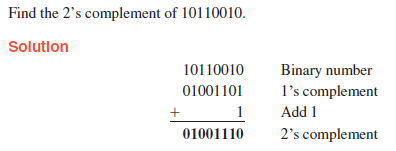 Find the 2’s complement of 10110010.
Solution
10110010 Binary number
01001101 1’s complement
+ 1 Add 1
01001110 2’s complement